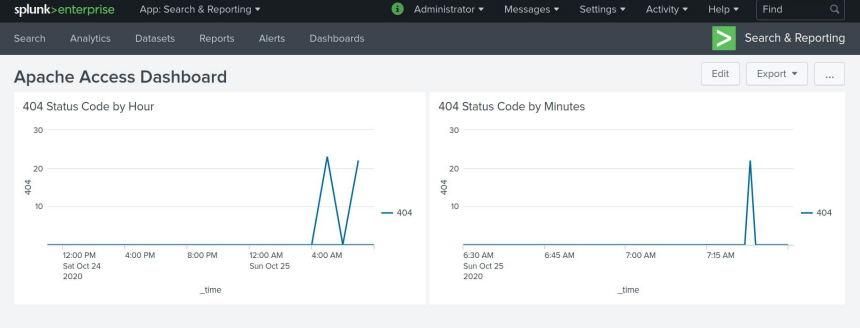 splunk>enterprise App: Search & Reporting ▾ i Administrator ▾ Messages ▾ Settings ▾ Activity ▾ Help ▾ Find
Search Analytics Datasets Reports Alerts Dashboards Search & Reporting
Apache Access Dashboard Edit Export ▾ ...
404 Status Code by Hour
30
20
10
404
12:00 PM 4:00 PM 8:00 PM 12:00 AM 4:00 AM
Sat Oct 24 Sun Oct 25
2020
_time
404
404 Status Code by Minutes
30
20
10
404
6:30 AM 6:45 AM 7:00 AM 7:15 AM
Sun Oct 25
2020
_time
404